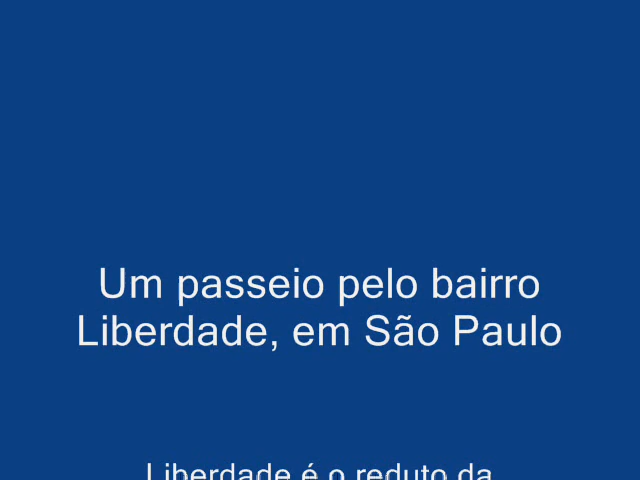 Um passeio pelo bairro
Liberdade, em São Paulo
Liberdade é o reduto da